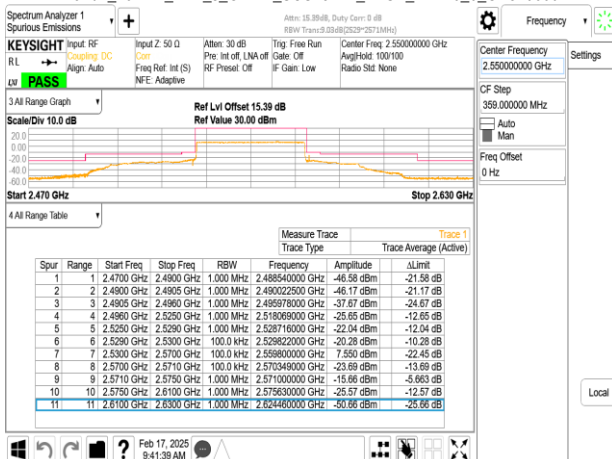 Spectrum Analyzer 1
Spurious Emissions
Attn: 15.39dB, Duty Corr: 0 dB
RBW Trans:9.03dB(2529~2571MHz)
Frequency
KEYSIGHT
Input: RF
Coupling: DC
Align: Auto
Input Z: 50 Ω
Corr
Freq Ref: Int (S)
NFE: Adaptive
Atten: 30 dB
Pre: Int off, LNA off
RF Preset: Off
Trig: Free Run
Gate: Off
IF Gain: Low
Center Freq: 2.550000000 GHz
Avg|Hold: 100/100
Radio Std: None
RL
PASS
Center Frequency
2.550000000 GHz
Settings
CF Step
359.000000 MHz
Auto
Man
Freq Offset
0 Hz
Local
3 All Range Graph
Scale/Div 10.0 dB
Ref Lvl Offset 15.39 dB
Ref Value 30.00 dBm
20.0
0.00
-20.0
-40.0
-60.0
Start 2.470 GHz
Stop 2.630 GHz
4 All Range Table
Measure Trace Trace 1
Trace Type Trace Average (Active)
Spur Range Start Freq Stop Freq RBW Frequency Amplitude ΔLimit
1 1 2.4700 GHz 2.4900 GHz 1.000 MHz 2.488540000 GHz -46.58 dBm -21.58 dB
2 2 2.4900 GHz 2.4905 GHz 1.000 MHz 2.490022500 GHz -46.17 dBm -21.17 dB
3 3 2.4905 GHz 2.4960 GHz 1.000 MHz 2.495978000 GHz -37.67 dBm -24.67 dB
4 4 2.4960 GHz 2.5250 GHz 1.000 MHz 2.518069000 GHz -25.65 dBm -12.65 dB
5 5 2.5250 GHz 2.5290 GHz 1.000 MHz 2.528716000 GHz -22.04 dBm -12.04 dB
6 6 2.5290 GHz 2.5300 GHz 100.0 kHz 2.529822000 GHz -20.28 dBm -10.28 dB
7 7 2.5300 GHz 2.5700 GHz 100.0 kHz 2.559800000 GHz 7.550 dBm -22.45 dB
8 8 2.5700 GHz 2.5710 GHz 100.0 kHz 2.570349000 GHz -23.69 dBm -13.69 dB
9 9 2.5710 GHz 2.5750 GHz 1.000 MHz 2.571000000 GHz -15.66 dBm -5.663 dB
10 10 2.5750 GHz 2.6100 GHz 1.000 MHz 2.575630000 GHz -25.57 dBm -12.57 dB
11 11 2.6100 GHz 2.6300 GHz 1.000 MHz 2.624460000 GHz -50.66 dBm -25.66 dB
Feb 17, 2025
9:41:39 AM